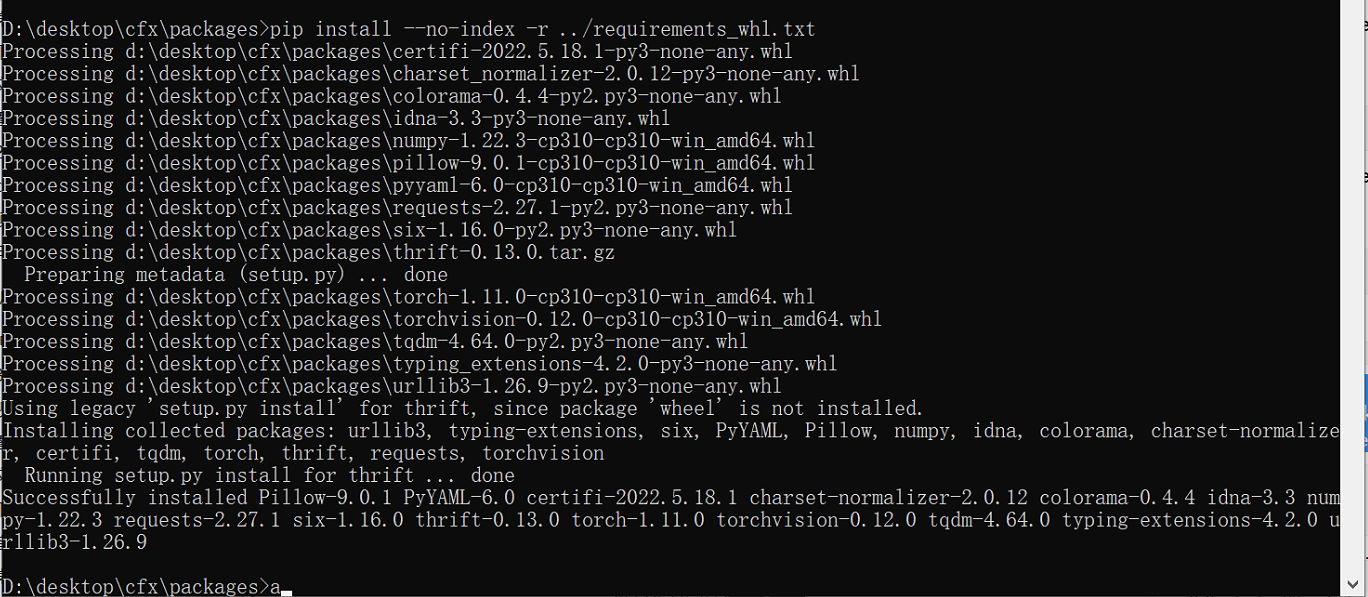 D:\desktop\cfx\packages>pip install --no-index -r ../requirements_whl.txt
Processing d:\desktop\cfx\packages\certifi-2022.5.18.1-py3-none-any.whl
Processing d:\desktop\cfx\packages\charset_normalizer-2.0.12-py3-none-any.whl
Processing d:\desktop\cfx\packages\colorama-0.4.4-py2.py3-none-any.whl
Processing d:\desktop\cfx\packages\idna-3.3-py3-none-any.whl
Processing d:\desktop\cfx\packages\numpy-1.22.3-cp310-cp310-win_amd64.whl
Processing d:\desktop\cfx\packages\pillow-9.0.1-cp310-cp310-win_amd64.whl
Processing d:\desktop\cfx\packages\pyyaml-6.0-cp310-cp310-win_amd64.whl
Processing d:\desktop\cfx\packages\requests-2.27.1-py2.py3-none-any.whl
Processing d:\desktop\cfx\packages\six-1.16.0-py2.py3-none-any.whl
Processing d:\desktop\cfx\packages\thrift-0.13.0.tar.gz
  Preparing metadata (setup.py) ... done
Processing d:\desktop\cfx\packages\torch-1.11.0-cp310-cp310-win_amd64.whl
Processing d:\desktop\cfx\packages\torchvision-0.12.0-cp310-cp310-win_amd64.whl
Processing d:\desktop\cfx\packages\tqdm-4.64.0-py2.py3-none-any.whl
Processing d:\desktop\cfx\packages\typing_extensions-4.2.0-py3-none-any.whl
Processing d:\desktop\cfx\packages\urllib3-1.26.9-py2.py3-none-any.whl
Using legacy 'setup.py install' for thrift, since package 'wheel' is not installed.
Installing collected packages: urllib3, typing-extensions, six, PyYAML, Pillow, numpy, idna, colorama, charset-normalize
r, certifi, tqdm, torch, thrift, requests, torchvision
  Running setup.py install for thrift ... done
Successfully installed Pillow-9.0.1 PyYAML-6.0 certifi-2022.5.18.1 charset-normalizer-2.0.12 colorama-0.4.4 idna-3.3 num
py-1.22.3 requests-2.27.1 six-1.16.0 thrift-0.13.0 torch-1.11.0 torchvision-0.12.0 tqdm-4.64.0 typing-extensions-4.2.0 u
rllib3-1.26.9
D:\desktop\cfx\packages>a